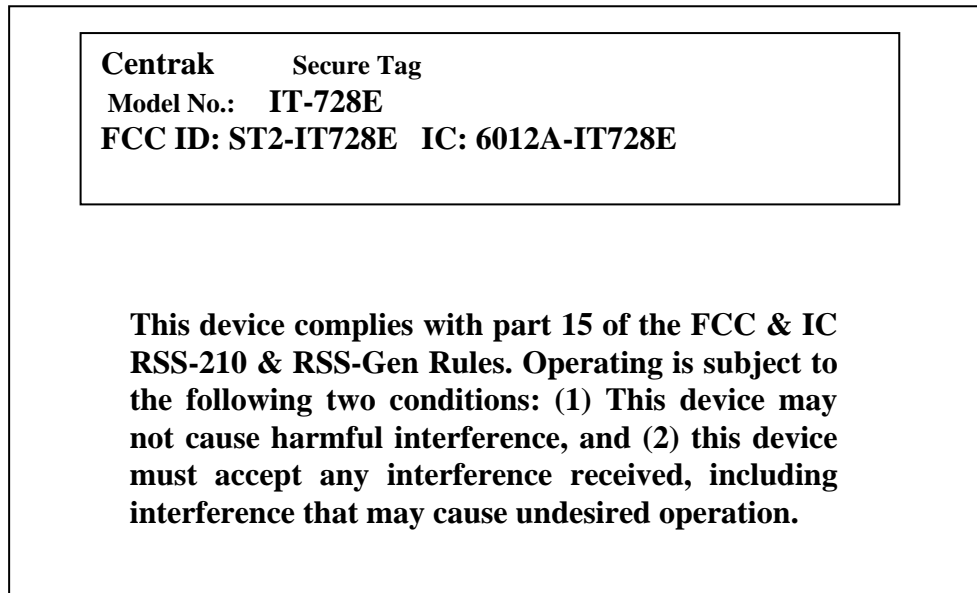 Centrak Secure Tag
Model No.: IT-728E
FCC ID: ST2-IT728E IC: 6012A-IT728E
This device complies with part 15 of the FCC & IC
RSS-210 & RSS-Gen Rules. Operating is subject to
the following two conditions: (1) This device may
not cause harmful interference, and (2) this device
must accept any interference received, including
interference that may cause undesired operation.